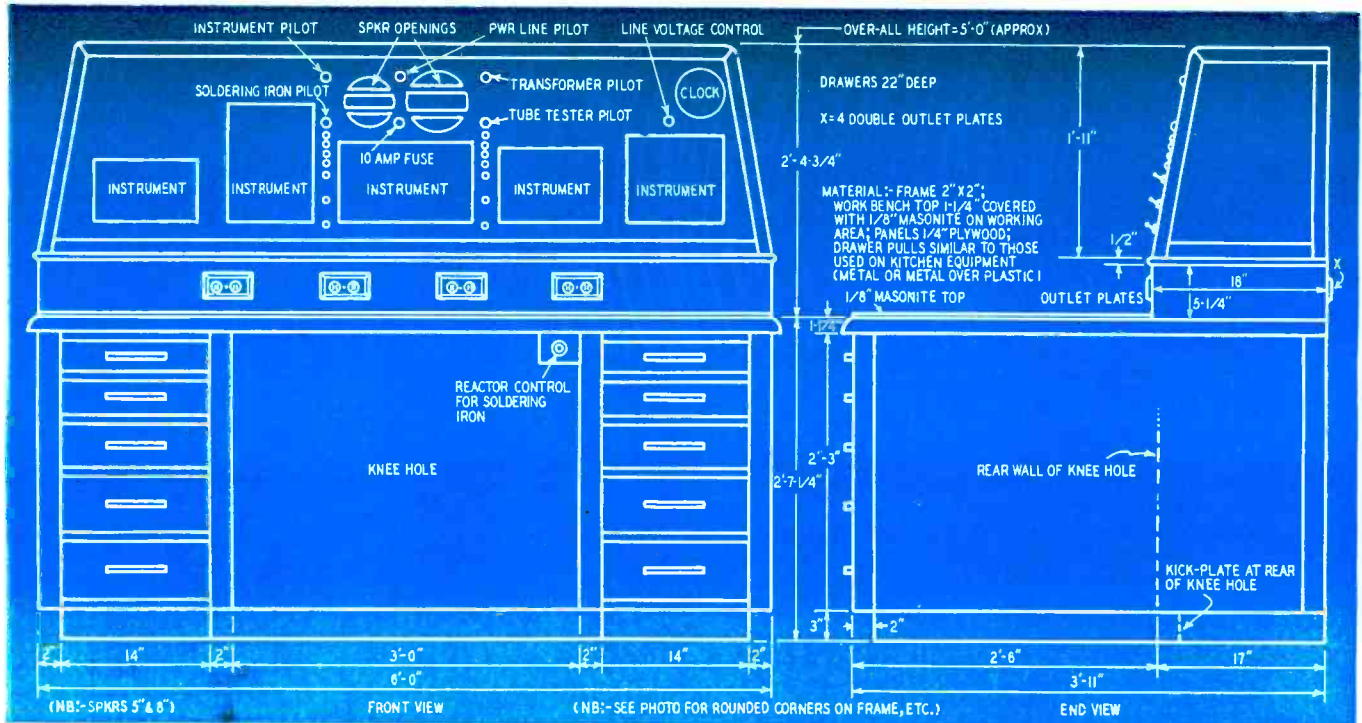 INSTRUMENT PILOT
SPKR OPENINGS
PWR LINE PILOT
LINE VOLTAGE CONTROL
SOLDERING IRON PILOT
TRANSFORMER PILOT
CLOCK
TUBE TESTER PILOT
10 AMP FUSE
INSTRUMENT
INSTRUMENT
INSTRUMENT
INSTRUMENT
INSTRUMENT
REACTOR CONTROL
FOR SOLDERING
IRON
KNEE HOLE
2"
14"
2"
3'-0"
2"
14"
2"
6'-0"
(NB:-SPKRS 5"& 8")
FRONT VIEW
OVER-ALL HEIGHT=5'-0" (APPROX)
DRAWERS 22" DEEP
X=4 DOUBLE OUTLET PLATES
2'-4-3/4"
1'-11"
MATERIAL:-FRAME 2"X2";
WORK BENCH TOP 1-1/4" COVERED
WITH 1/8" MASONITE ON WORKING
AREA; PANELS 1/4" PLYWOOD;
DRAWER PULLS SIMILAR TO THOSE
USED ON KITCHEN EQUIPMENT
(METAL OR METAL OVER PLASTIC)
1/2"
X
18"
1/8" MASONITE TOP
OUTLET PLATES
5-1/4"
1-1/4"
2'-3"
2'-7-1/4"
REAR WALL OF KNEE HOLE
KICK-PLATE AT REAR
OF KNEE HOLE
3"
2"
2'-6"
17"
3'-11"
(NB:-SEE PHOTO FOR ROUNDED CORNERS ON FRAME, ETC.)
END VIEW